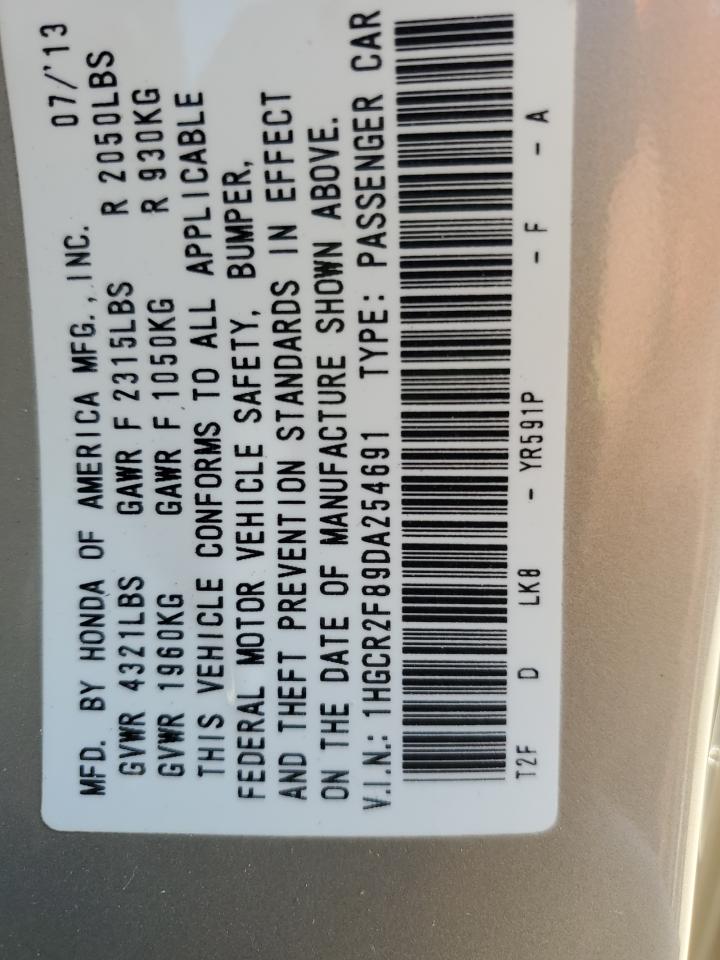 MFD. BY HONDA OF AMERICA MFG., INC. 07/'13
GVWR 4321LBS GAWR F 2315LBS R 2050LBS
GVWR 1960KG GAWR F 1050KG R 930KG
THIS VEHICLE CONFORMS TO ALL APPLICABLE
FEDERAL MOTOR VEHICLE SAFETY, BUMPER,
AND THEFT PREVENTION STANDARDS IN EFFECT
ON THE DATE OF MANUFACTURE SHOWN ABOVE.
V.I.N.: 1HGCR2F89DA254691 TYPE: PASSENGER CAR
T2F D LK8 - YR591P - F - A